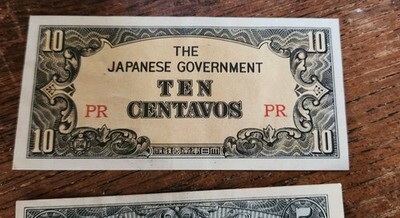 10 10
THE
JAPANESE GOVERNMENT
TEN
PR CENTAVOS PR
10 10